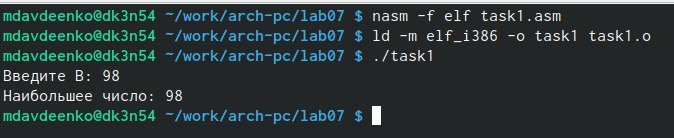 mdavdeenko@dk3n54 ~/work/arch-pc/lab07 $ nasm -f elf task1.asm
mdavdeenko@dk3n54 ~/work/arch-pc/lab07 $ ld -m elf_i386 -o task1 task1.o
mdavdeenko@dk3n54 ~/work/arch-pc/lab07 $ ./task1
Введите В: 98
Наибольшее число: 98
mdavdeenko@dk3n54 ~/work/arch-pc/lab07 $